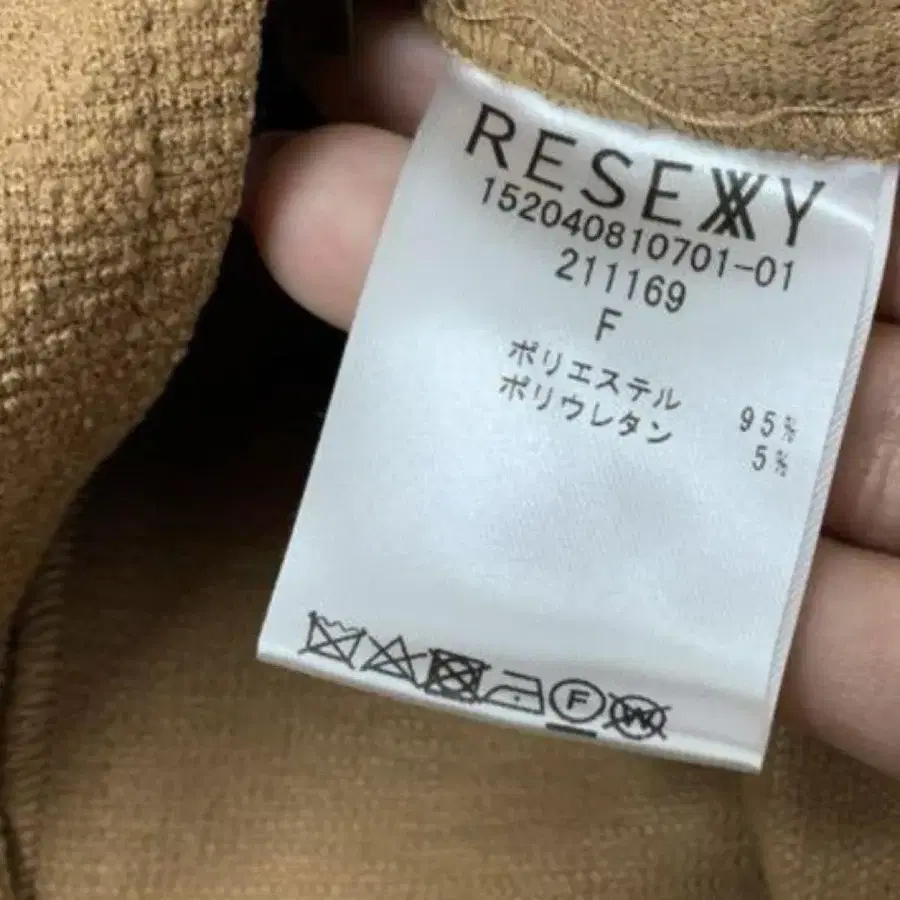 RESEXXY
152040810701-01
211169
F
ポリエステル 95%
ポリウレタン 5%
F W